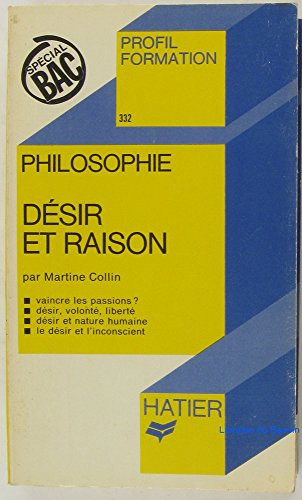 SPÉCIAL
BAC
PROFIL
FORMATION
332
PHILOSOPHIE
DÉSIR
ET RAISON
par Martine Collin
■ vaincre les passions ?
■ désir, volonté, liberté
■ désir et nature humaine
■ le désir et l'inconscient
HATIER